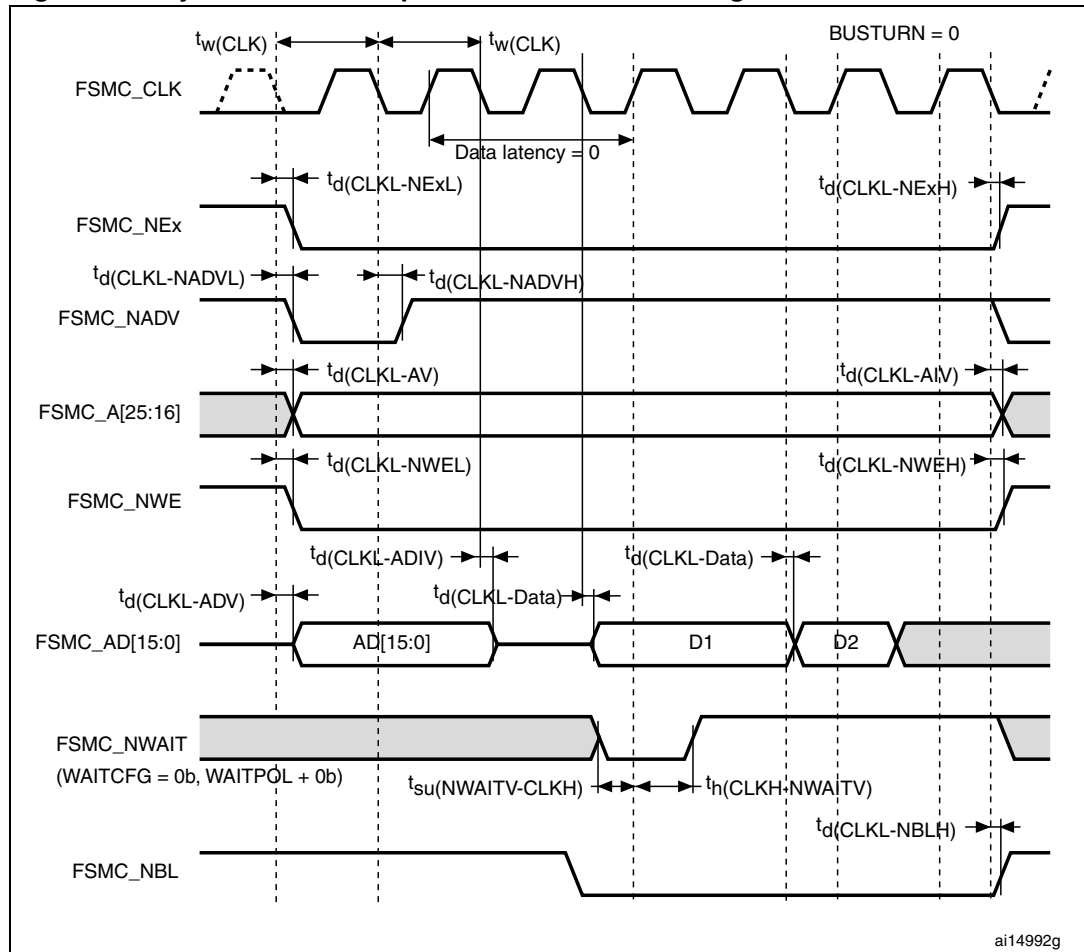 tw(CLK) tw(CLK) BUSTURN = 0
FSMC_CLK
Data latency = 0
td(CLKL-NExL) td(CLKL-NExH)
FSMC_NEx
td(CLKL-NADVL) td(CLKL-NADVH)
FSMC_NADV
td(CLKL-AV) td(CLKL-AIV)
FSMC_A[25:16]
td(CLKL-NWEL) td(CLKL-NWEH)
FSMC_NWE
td(CLKL-ADIV) td(CLKL-Data)
td(CLKL-ADV) td(CLKL-Data)
FSMC_AD[15:0] AD[15:0] D1 D2
FSMC_NWAIT
(WAITCFG = 0b, WAITPOL + 0b)
tsu(NWAITV-CLKH) th(CLKH-NWAITV)
td(CLKL-NBLH)
FSMC_NBL
ai14992g